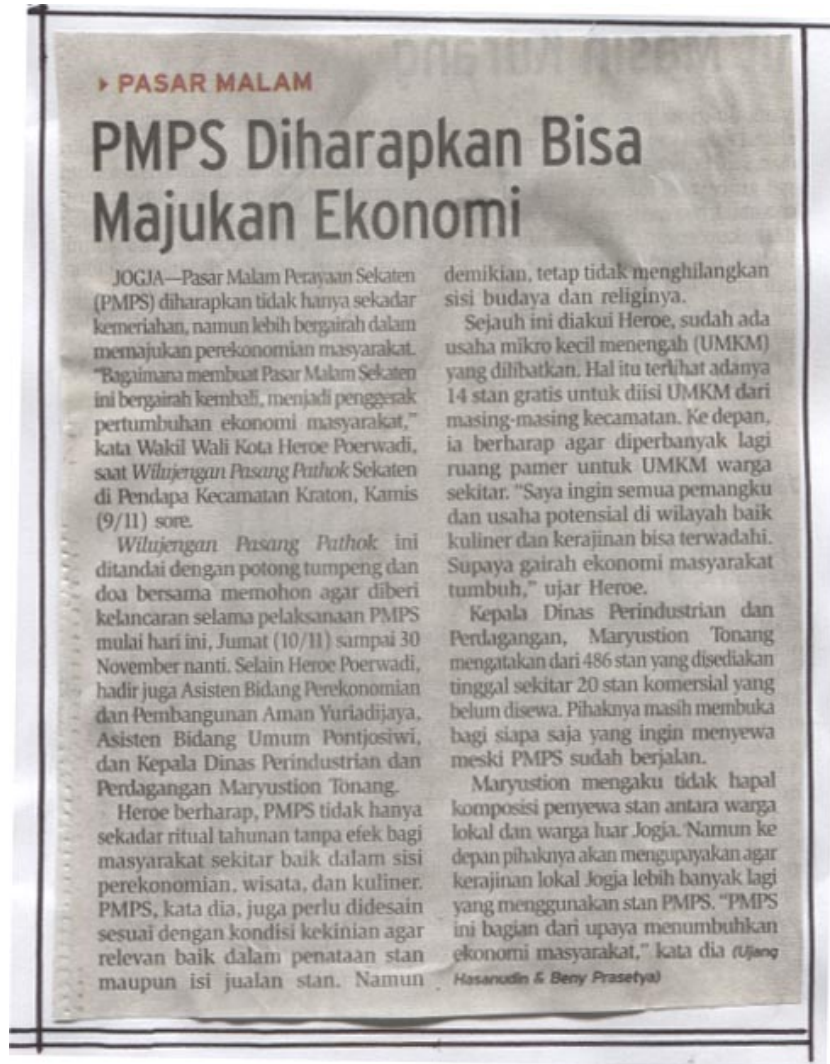 PASAR MALAM
PMPS Diharapkan Bisa
Majukan Ekonomi
JOGJA—Pasar Malam Perayaan Sekaten
(PMPS) diharapkan tidak hanya sekadar
kemeriahan, namun lebih bergairah dalam
memajukan perekonomian masyarakat.
"Bagaimana membuat Pasar Malam Sekaten
ini bergairah kembali, menjadi penggerak
pertumbuhan ekonomi masyarakat,"
kata Wakil Wali Kota Heroe Poerwadi,
saat Wilujengan Pasang Pathok Sekaten
di Pendapa Kecamatan Kraton, Kamis
(9/11) sore.
Wilujengan Pasang Pathok ini
ditandai dengan potong tumpeng dan
doa bersama memohon agar diberi
kelancaran selama pelaksanaan PMPS
mulai hari ini, Jumat (10/11) sampai 30
November nanti. Selain Heroe Poerwadi,
hadir juga Asisten Bidang Perekonomian
dan Pembangunan Aman Yuriadijaya,
Asisten Bidang Umum Pontjosiwi,
dan Kepala Dinas Perindustrian dan
Perdagangan Maryustion Tonang.
Heroe berharap, PMPS tidak hanya
sekadar ritual tahunan tanpa efek bagi
masyarakat sekitar baik dalam sisi
perekonomian, wisata, dan kuliner.
PMPS, kata dia, juga perlu didesain
sesuai dengan kondisi kekinian agar
relevan baik dalam penataan stan
maupun isi jualan stan. Namun
demikian, tetap tidak menghilangkan
sisi budaya dan religinya.
Sejauh ini diakui Heroe, sudah ada
usaha mikro kecil menengah (UMKM)
yang dilibatkan. Hal itu terlihat adanya
14 stan gratis untuk diisi UMKM dari
masing-masing kecamatan. Ke depan,
ia berharap agar diperbanyak lagi
ruang pamer untuk UMKM warga
sekitar. "Saya ingin semua pemangku
dan usaha potensial di wilayah baik
kuliner dan kerajinan bisa terwadahi.
Supaya gairah ekonomi masyarakat
tumbuh," ujar Heroe.
Kepala Dinas Perindustrian dan
Perdagangan, Maryustion Tonang
mengatakan dari 486 stan yang disediakan
tinggal sekitar 20 stan komersial yang
belum disewa. Pihaknya masih membuka
bagi siapa saja yang ingin menyewa
meski PMPS sudah berjalan.
Maryustion mengaku tidak hapal
komposisi penyewa stan antara warga
lokal dan warga luar Jogja. Namun ke
depan pihaknya akan mengupayakan agar
kerajinan lokal Jogja lebih banyak lagi
yang menggunakan stan PMPS. "PMPS
ini bagian dari upaya menumbuhkan
ekonomi masyarakat," kata dia (Ujang
Hasanudin & Beny Prasetya)